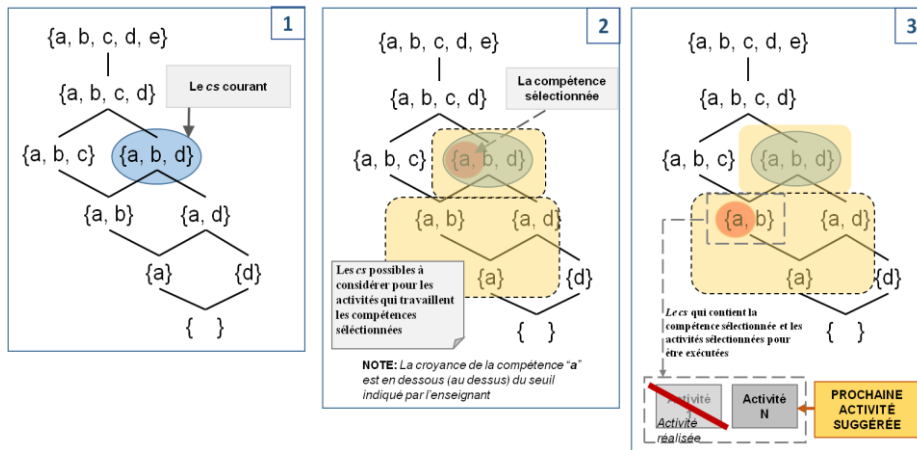 1
{a, b, c, d, e}
{a, b, c, d}
Le cs courant
{a, b, c}
{a, b, d}
{a, b}
{a, d}
{a}
{d}
{ }
2
{a, b, c, d, e}
La compétence
sélectionnée
{a, b, c, d}
{a, b, c}
{a, b, d}
{a, b}
{a, d}
Les cs possibles à
considérer pour les
activités qui travaillent
les compétences
séléctionnées
{a}
{d}
{ }
NOTE: La croyance de la compétence “a”
est en dessous (au dessus) du seuil
indiqué par l'enseignant
3
{a, b, c, d, e}
{a, b, c, d}
{a, b, c}
{a, b, d}
{a, b}
{a, d}
{a}
{d}
{ }
Le cs qui contient la
compétence sélectionnée et les
activités sélectionnées pour
être exécutées
Activité
1
Activité
réalisée
Activité
N
PROCHAINE
ACTIVITÉ
SUGGÉRÉE